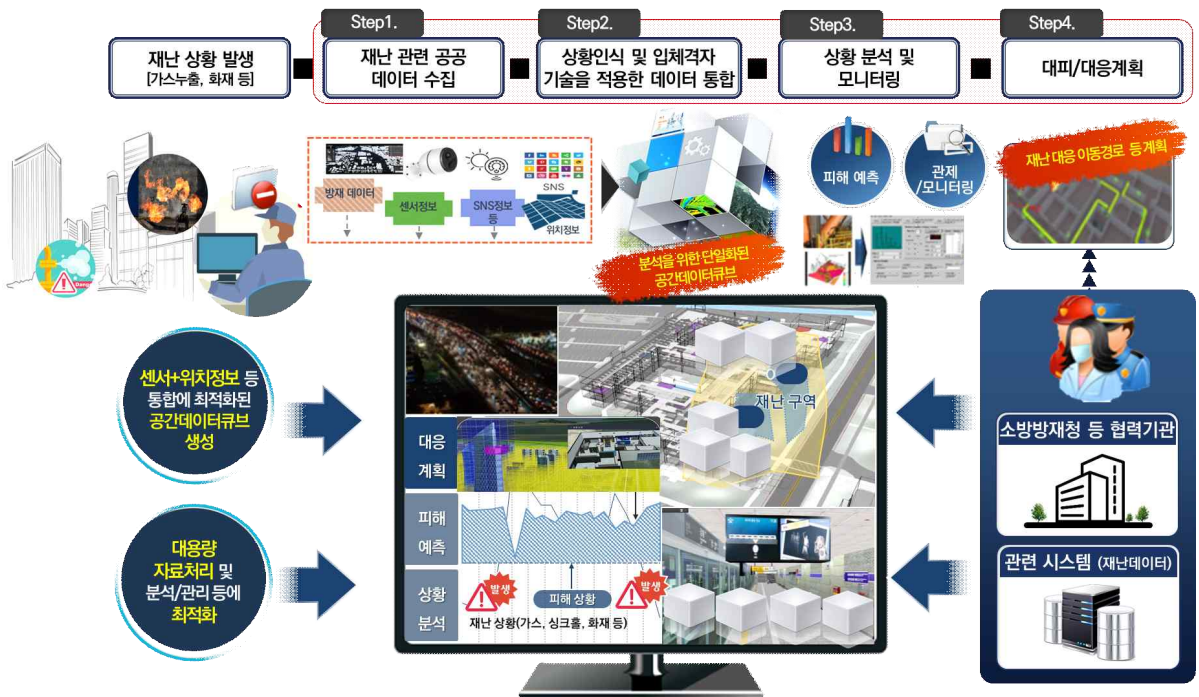 Step1.
Step2.
Step3.
Step4.
재난 상황 발생
[가스누출, 화재 등]
재난 관련 공공
데이터 수집
상황인식 및 입체격자
기술을 적용한 데이터 통합
상황 분석 및
모니터링
대피/대응계획
방재 데이터
센서정보
SNS정보
등
SNS
위치정보
분석을 위한 단일화된
공간데이터큐브
피해 예측
관제
/모니터링
재난 대응 이동경로 등 계획
Danger
센서+위치정보 등
통합에 최적화된
공간데이터큐브
생성
대용량
자료처리 및
분석/관리 등에
최적화
재난 구역
대응
계획
피해
예측
상황
분석
발생
피해 상황
발생
재난 상황(가스, 싱크홀, 화재 등)
소방방재청 등 협력기관
관련 시스템 (재난데이터)